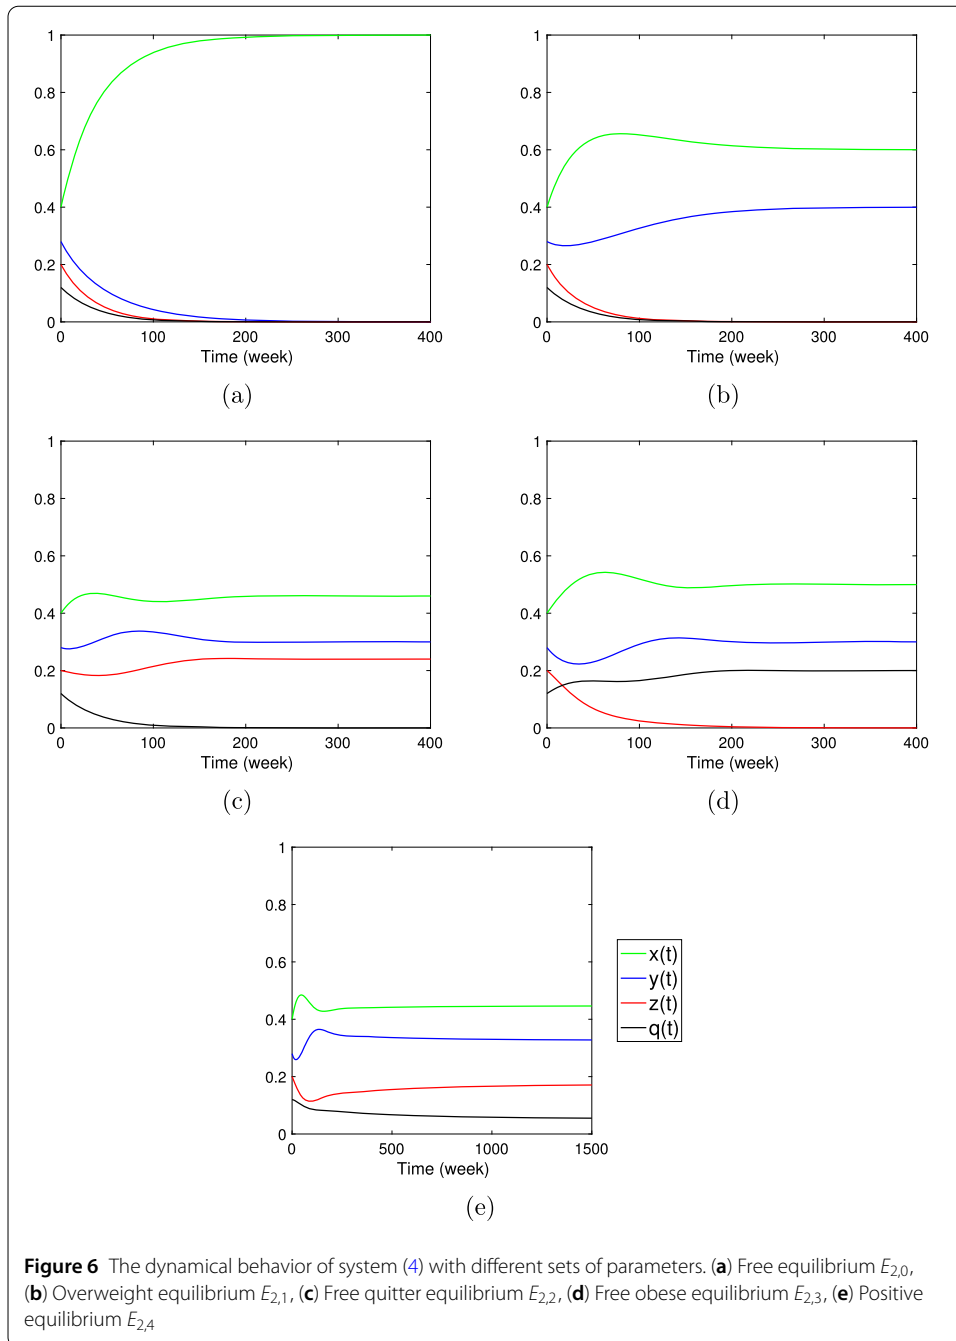 1
0.8
0.6
0.4
0.2
0
0 100 200 300 400
Time (week)
(a)
1
0.8
0.6
0.4
0.2
0
0 100 200 300 400
Time (week)
(b)
1
0.8
0.6
0.4
0.2
0
0 100 200 300 400
Time (week)
(c)
1
0.8
0.6
0.4
0.2
0
0 100 200 300 400
Time (week)
(d)
1
0.8
0.6
0.4
0.2
0
0 500 1000 1500
Time (week)
x(t)
y(t)
z(t)
q(t)
(e)
Figure 6 The dynamical behavior of system (4) with different sets of parameters. (a) Free equilibrium E2,0,
(b) Overweight equilibrium E2,1, (c) Free quitter equilibrium E2,2, (d) Free obese equilibrium E2,3, (e) Positive
equilibrium E2,4